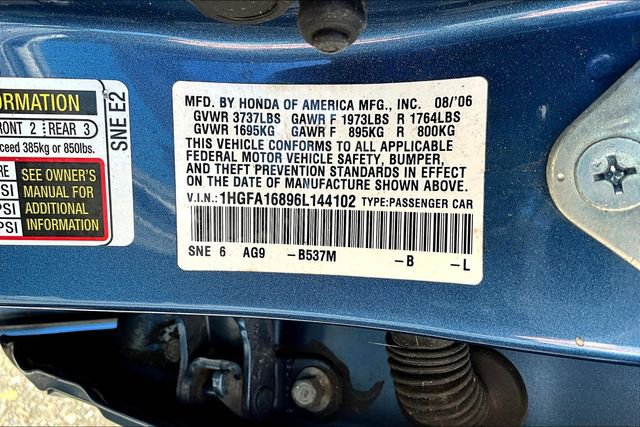 ORMATION
RONT 2 REAR 3
ceed 385kg or 850lbs.
PSI
PSI
PSI
SEE OWNER'S
MANUAL FOR
ADDITIONAL
INFORMATION
SNE E2
MFD. BY HONDA OF AMERICA MFG., INC. 08/'06
GVWR 3737LBS GAWR F 1973LBS R 1764LBS
GVWR 1695KG GAWR F 895KG R 800KG
THIS VEHICLE CONFORMS TO ALL APPLICABLE
FEDERAL MOTOR VEHICLE SAFETY, BUMPER,
AND THEFT PREVENTION STANDARDS IN EFFECT
ON THE DATE OF MANUFACTURE SHOWN ABOVE.
V.I.N.: 1HGFA16896L144102 TYPE:PASSENGER CAR
SNE 6 AG9 -B537M -B -L